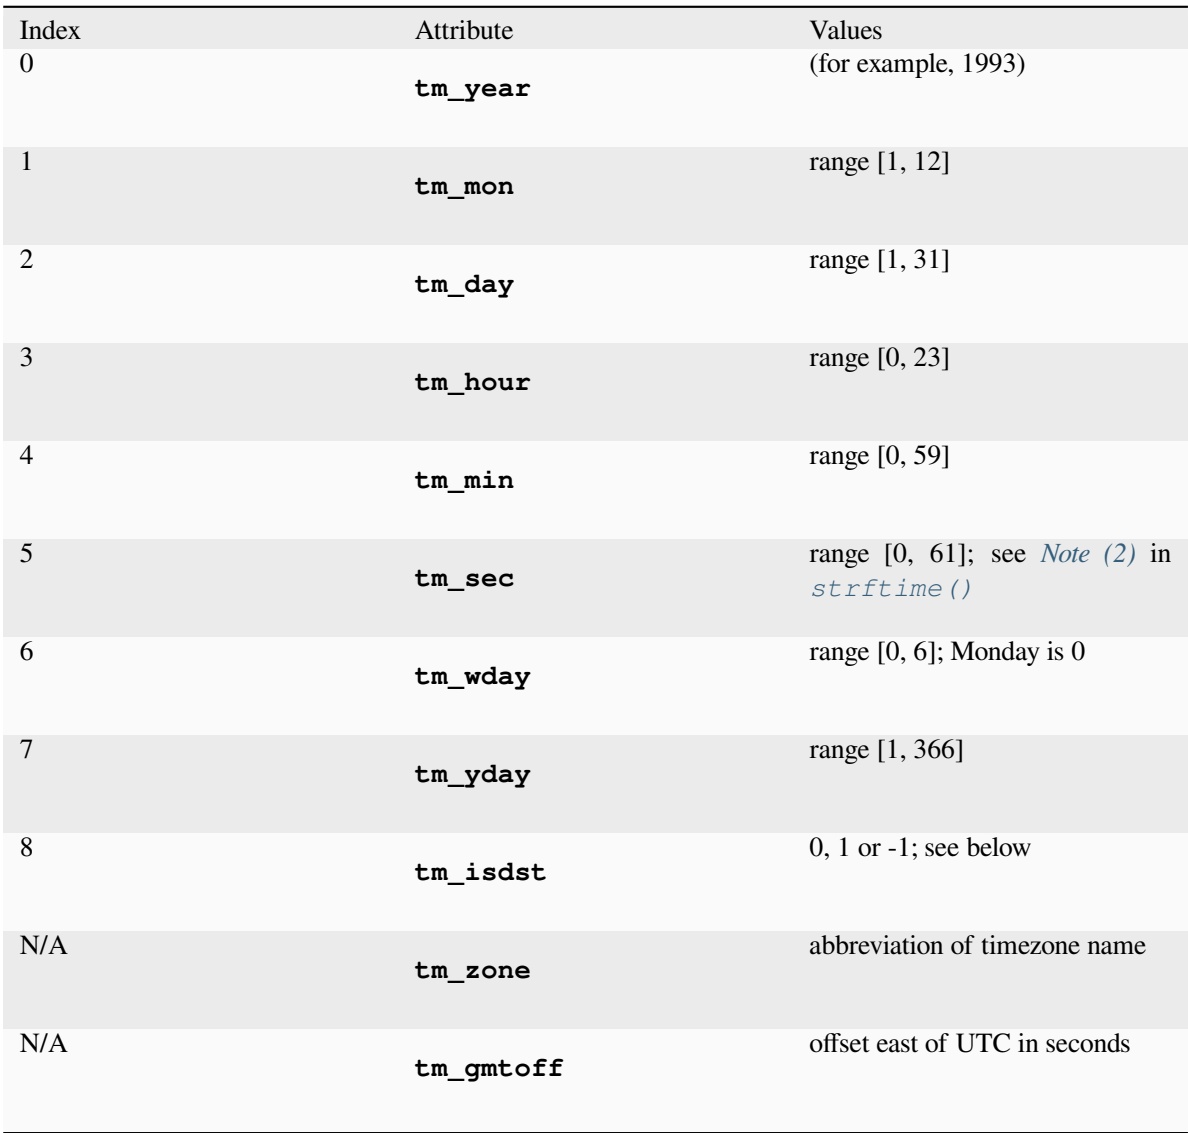 Index Attribute Values
0 tm_year (for example, 1993)
1 tm_mon range [1, 12]
2 tm_day range [1, 31]
3 tm_hour range [0, 23]
4 tm_min range [0, 59]
5 tm_sec range [0, 61]; see Note (2) in
strftime()
6 tm_wday range [0, 6]; Monday is 0
7 tm_yday range [1, 366]
8 tm_isdst 0, 1 or -1; see below
N/A tm_zone abbreviation of timezone name
N/A tm_gmtoff offset east of UTC in seconds